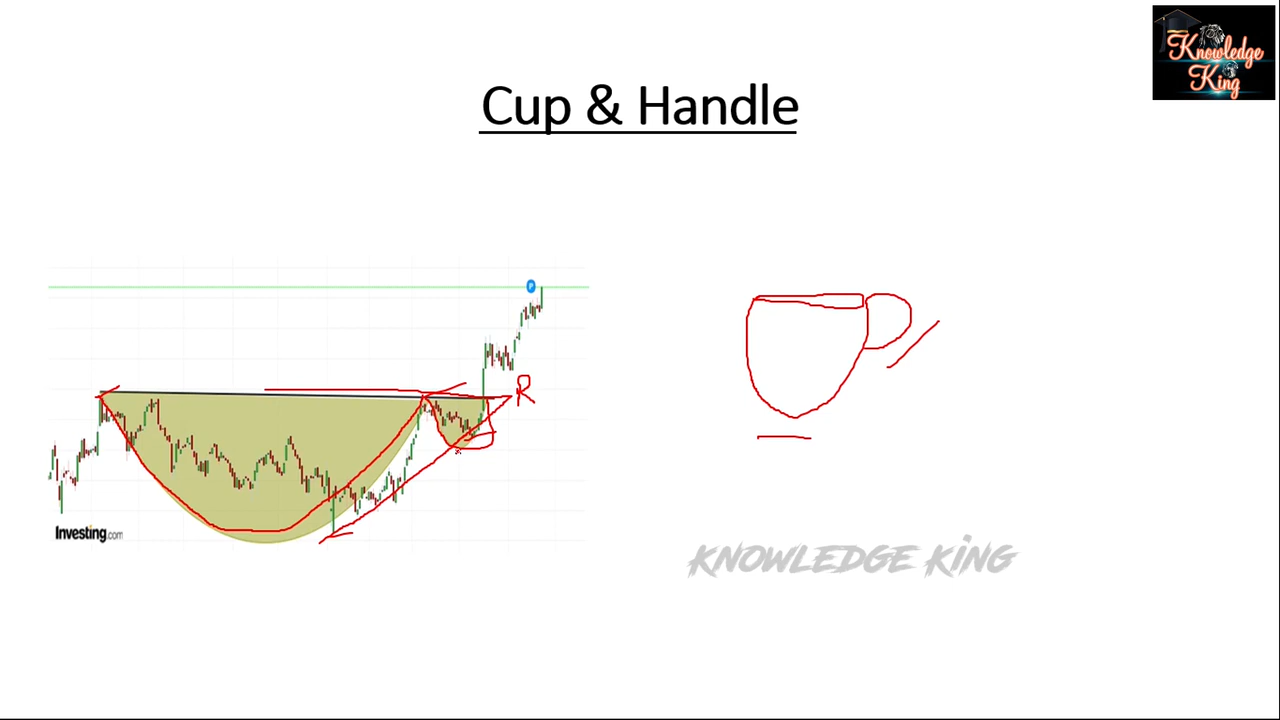 Knowledge
King
Cup & Handle
P
R
Investing.com
KNOWLEDGE KING